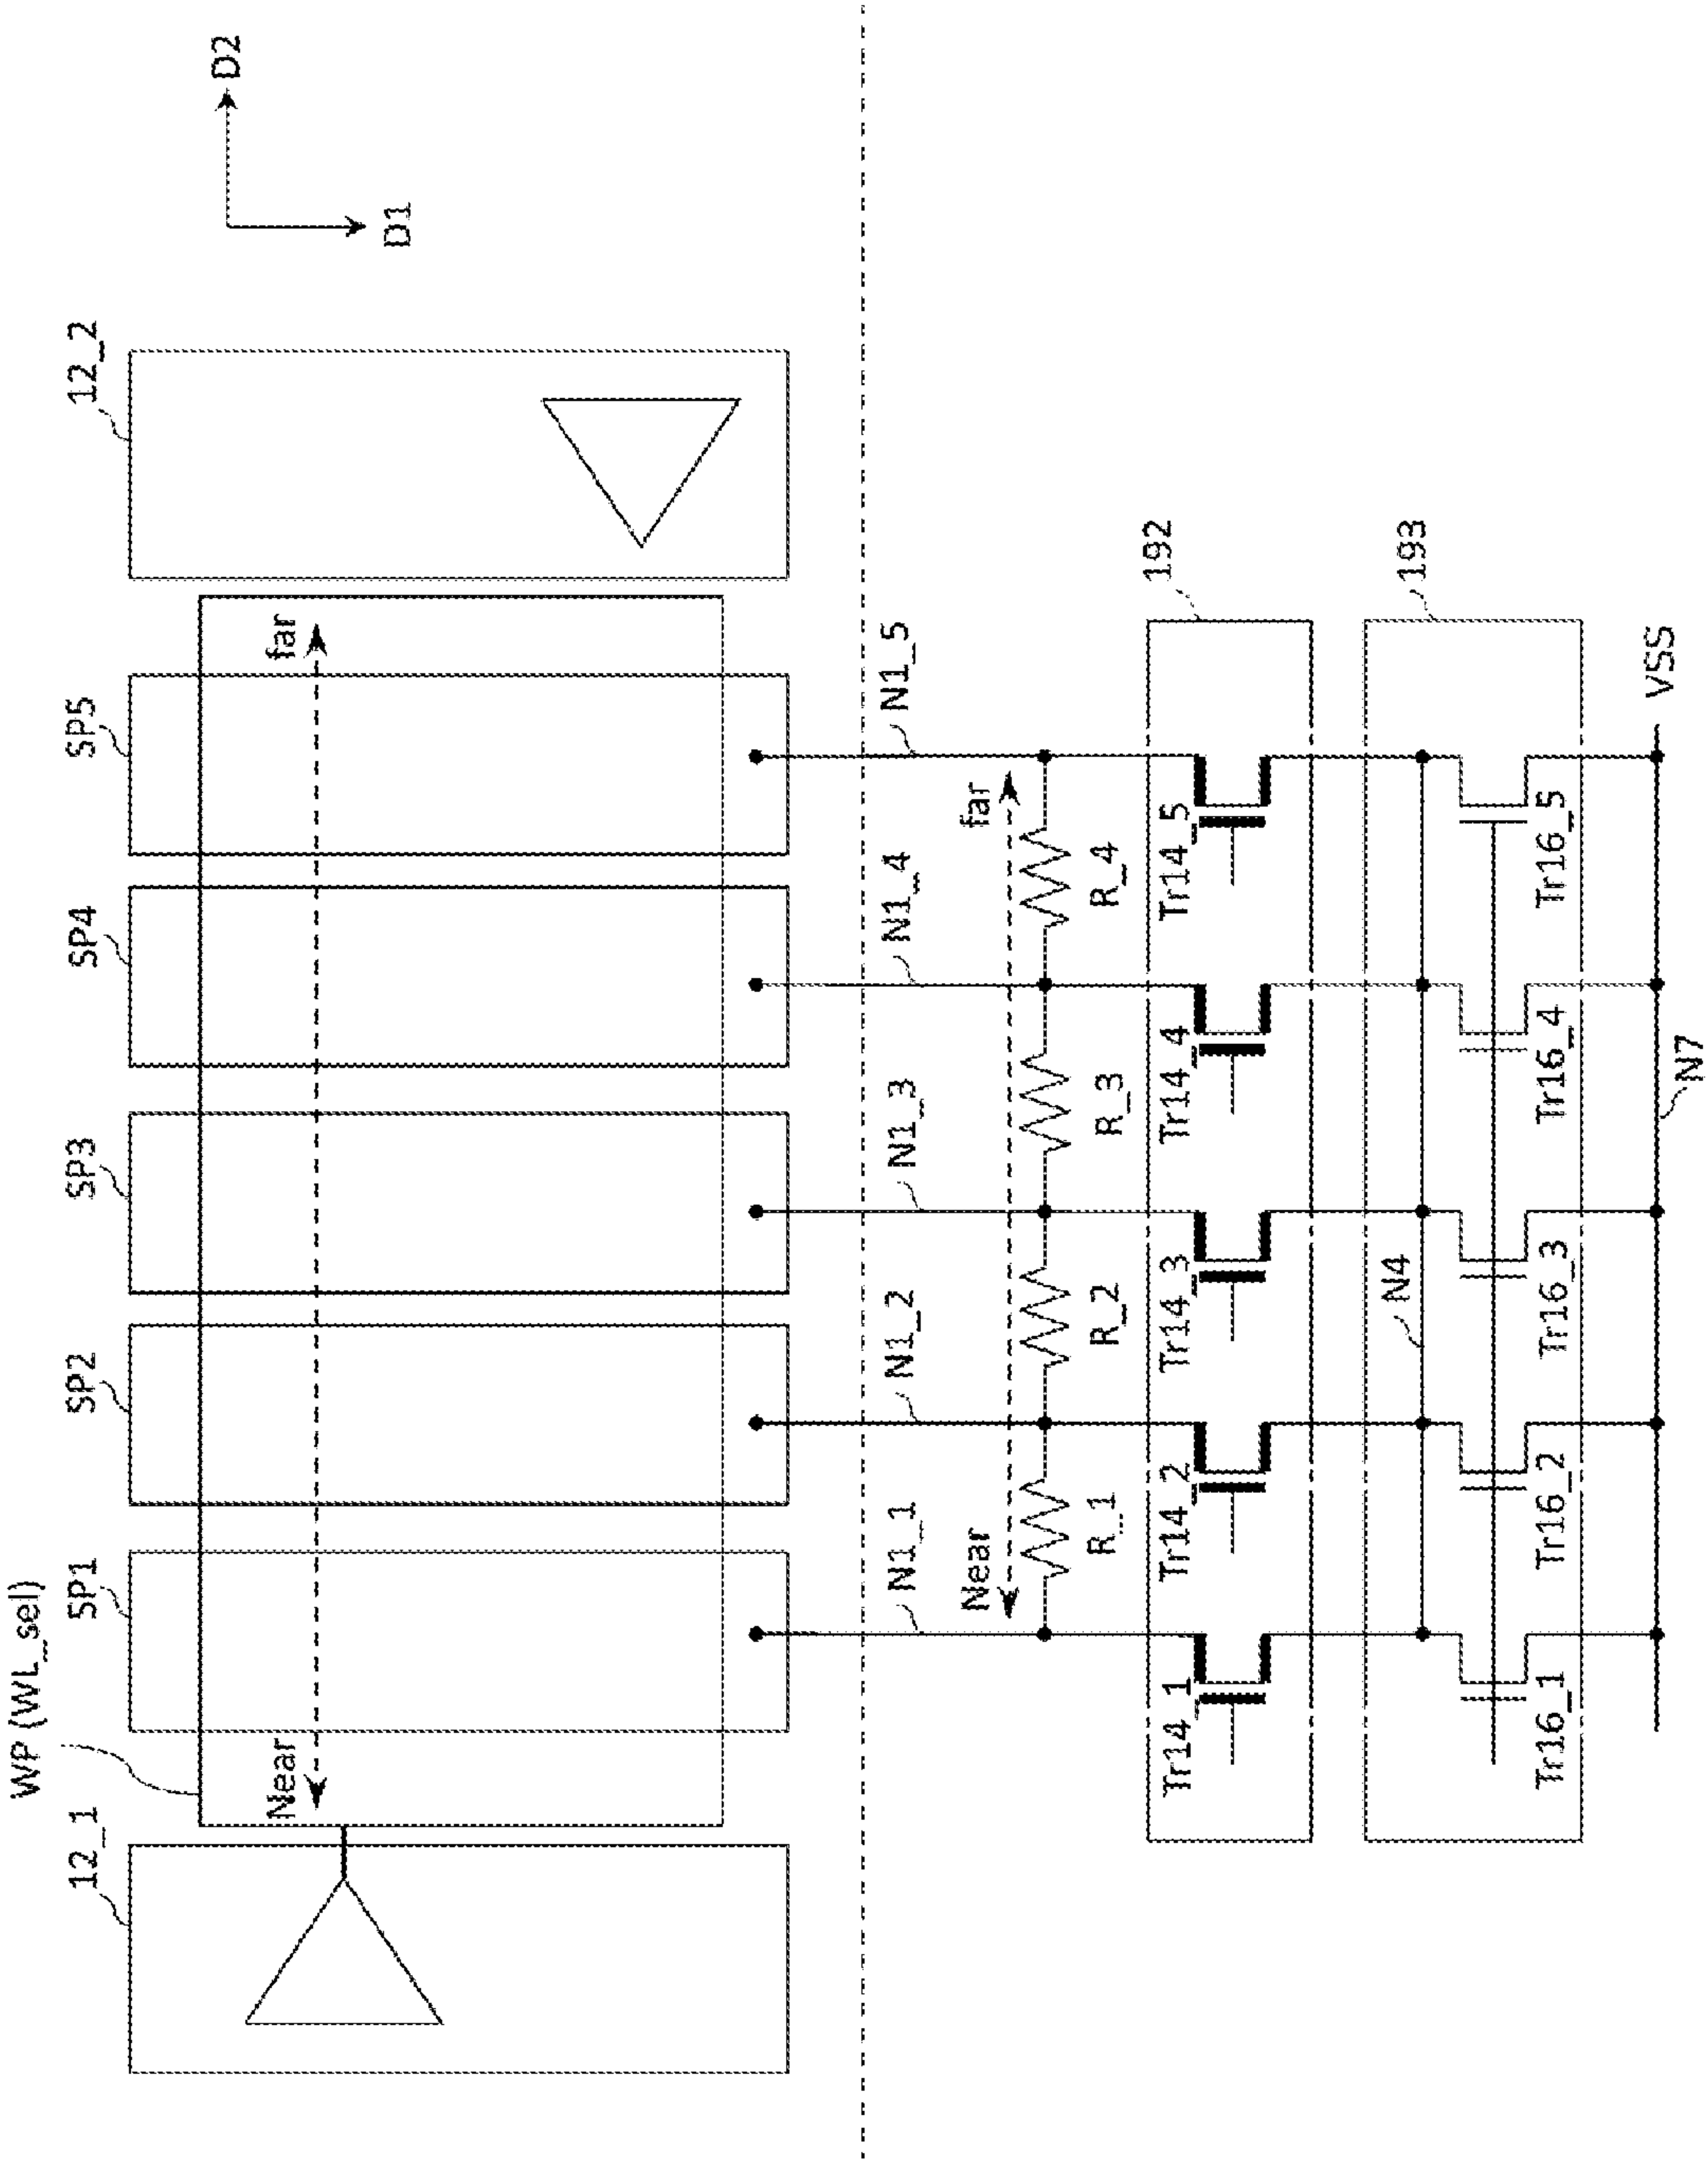 WP (WL_sel)
12_1
SP1
SP2
SP3
SP4
SP5
12_2
D2
D1
Near
far
N1_1
N1_2
N1_3
N1_4
N1_5
Near
far
R_1
R_2
R_3
R_4
192
Tr14_1
Tr14_2
Tr14_3
Tr14_4
Tr14_5
N4
193
Tr16_1
Tr16_2
Tr16_3
Tr16_4
Tr16_5
VSS
N7